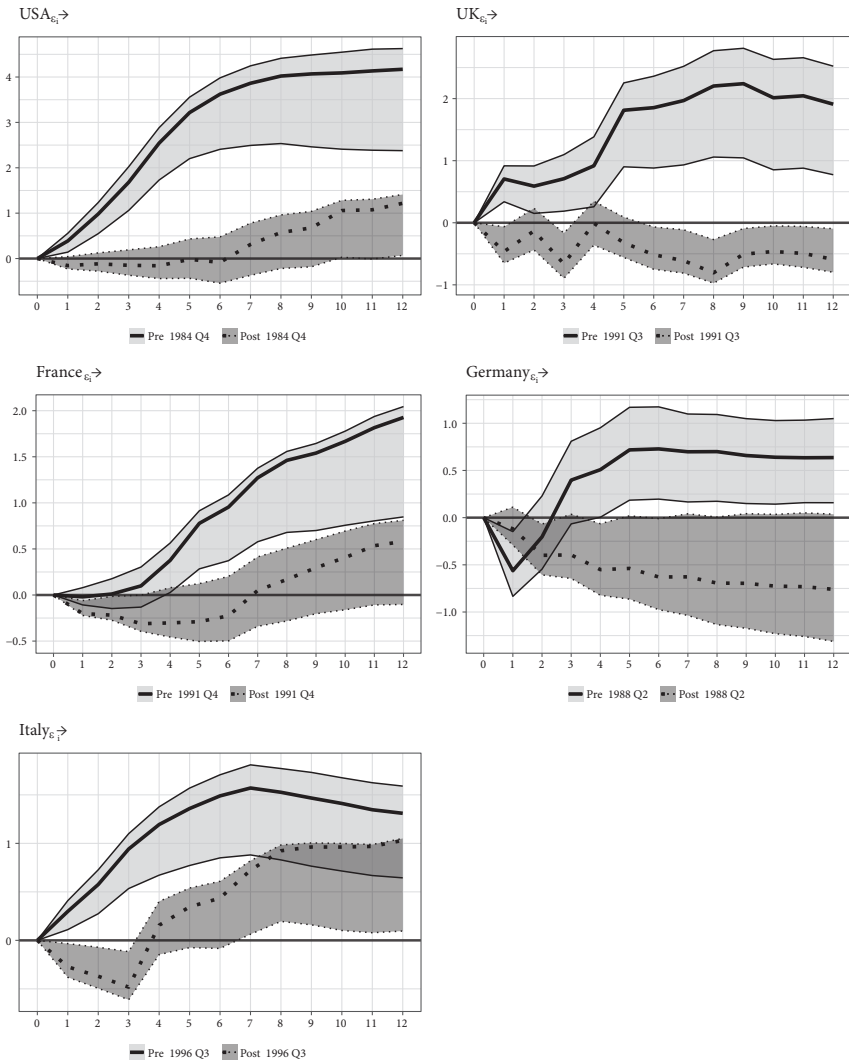 USAεi→
4
3
2
1
0
0 1 2 3 4 5 6 7 8 9 10 11 12
Pre 1984 Q4 Post 1984 Q4
UKεi→
2
1
0
−1
0 1 2 3 4 5 6 7 8 9 10 11 12
Pre 1991 Q3 Post 1991 Q3
Franceεi→
2.0
1.5
1.0
0.5
0.0
−0.5
0 1 2 3 4 5 6 7 8 9 10 11 12
Pre 1991 Q4 Post 1991 Q4
Germanyεi→
1.0
0.5
0.0
−0.5
−1.0
0 1 2 3 4 5 6 7 8 9 10 11 12
Pre 1988 Q2 Post 1988 Q2
Italyεi→
1
0
0 1 2 3 4 5 6 7 8 9 10 11 12
Pre 1996 Q3 Post 1996 Q3